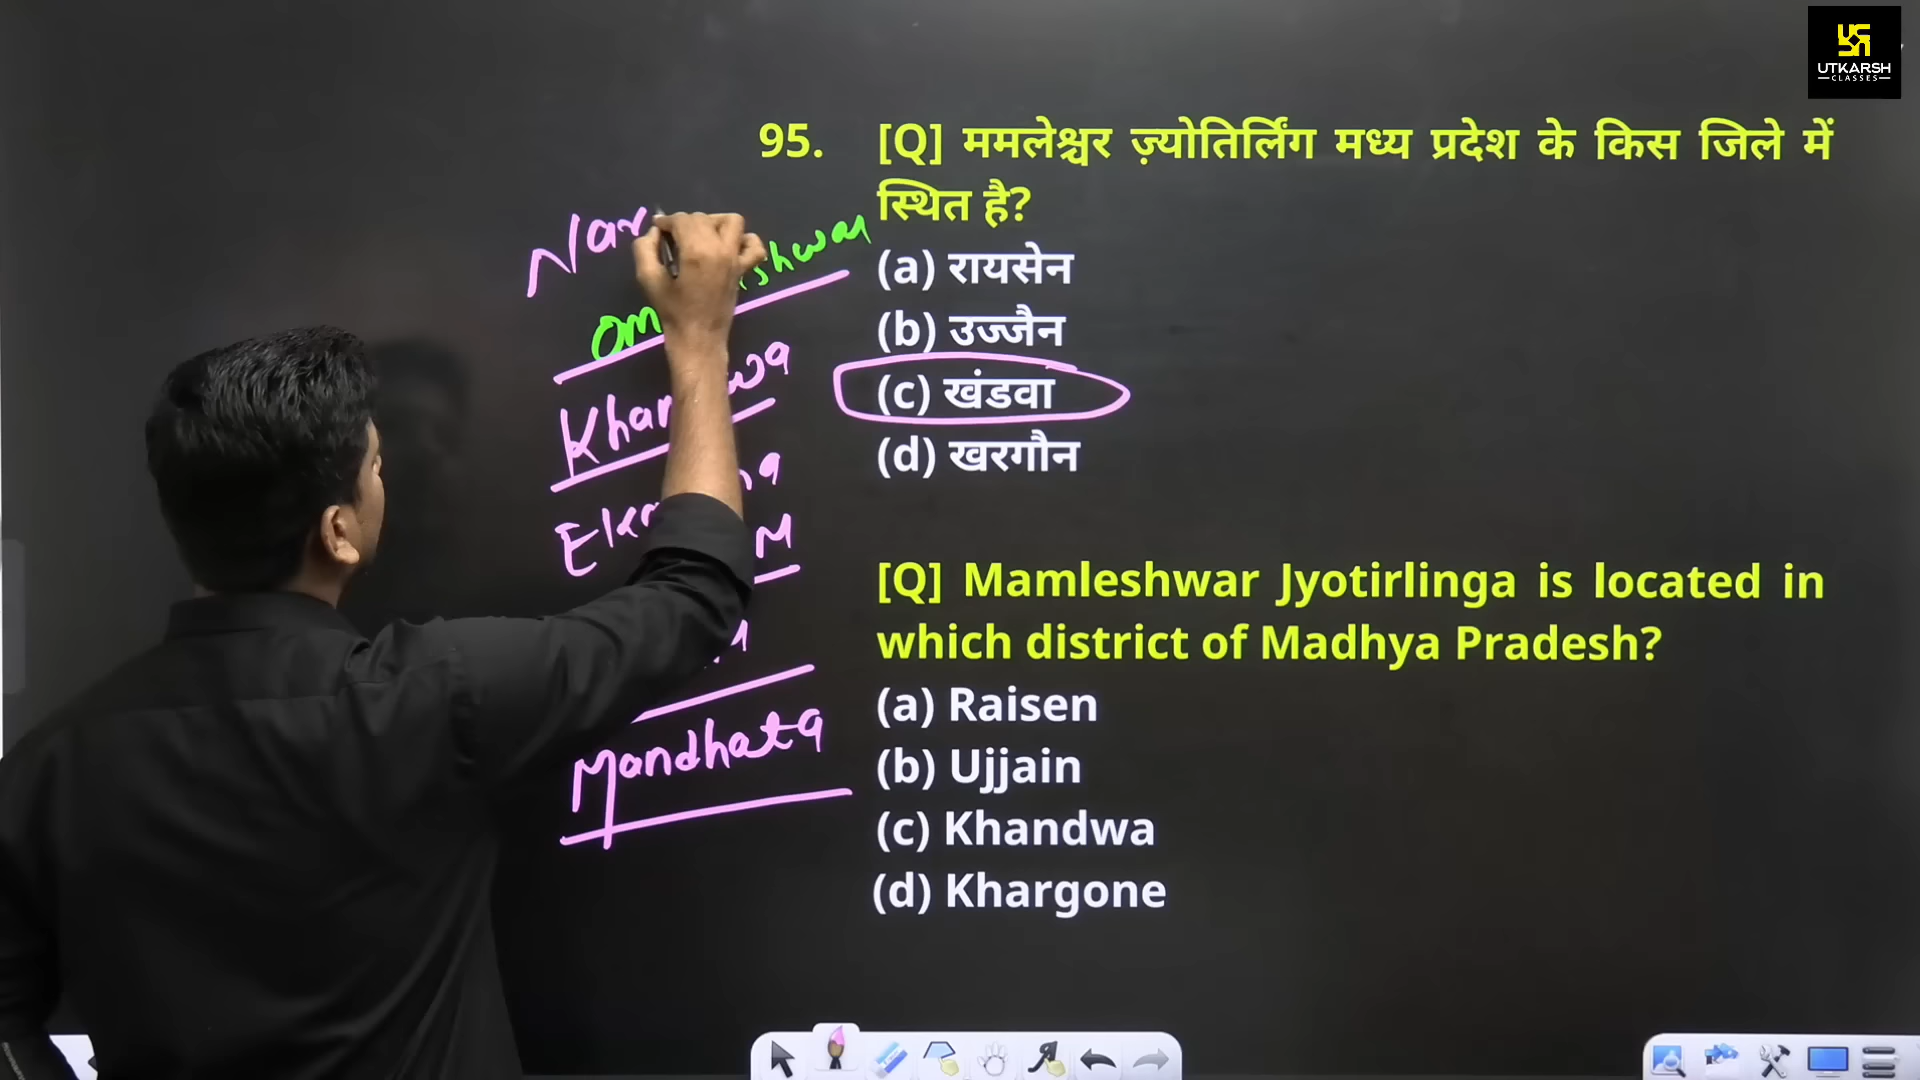 UTKARSH
CLASSES
95. [Q] ममलेश्वर ज़्योतिर्लिंग मध्य प्रदेश के किस जिले में
स्थित है?
(a) रायसेन
(b) उज्जैन
(c) खंडवा
(d) खरगौन
[Q] Mamleshwar Jyotirlinga is located in
which district of Madhya Pradesh?
(a) Raisen
(b) Ujjain
(c) Khandwa
(d) Khargone
Nar
Mandhata